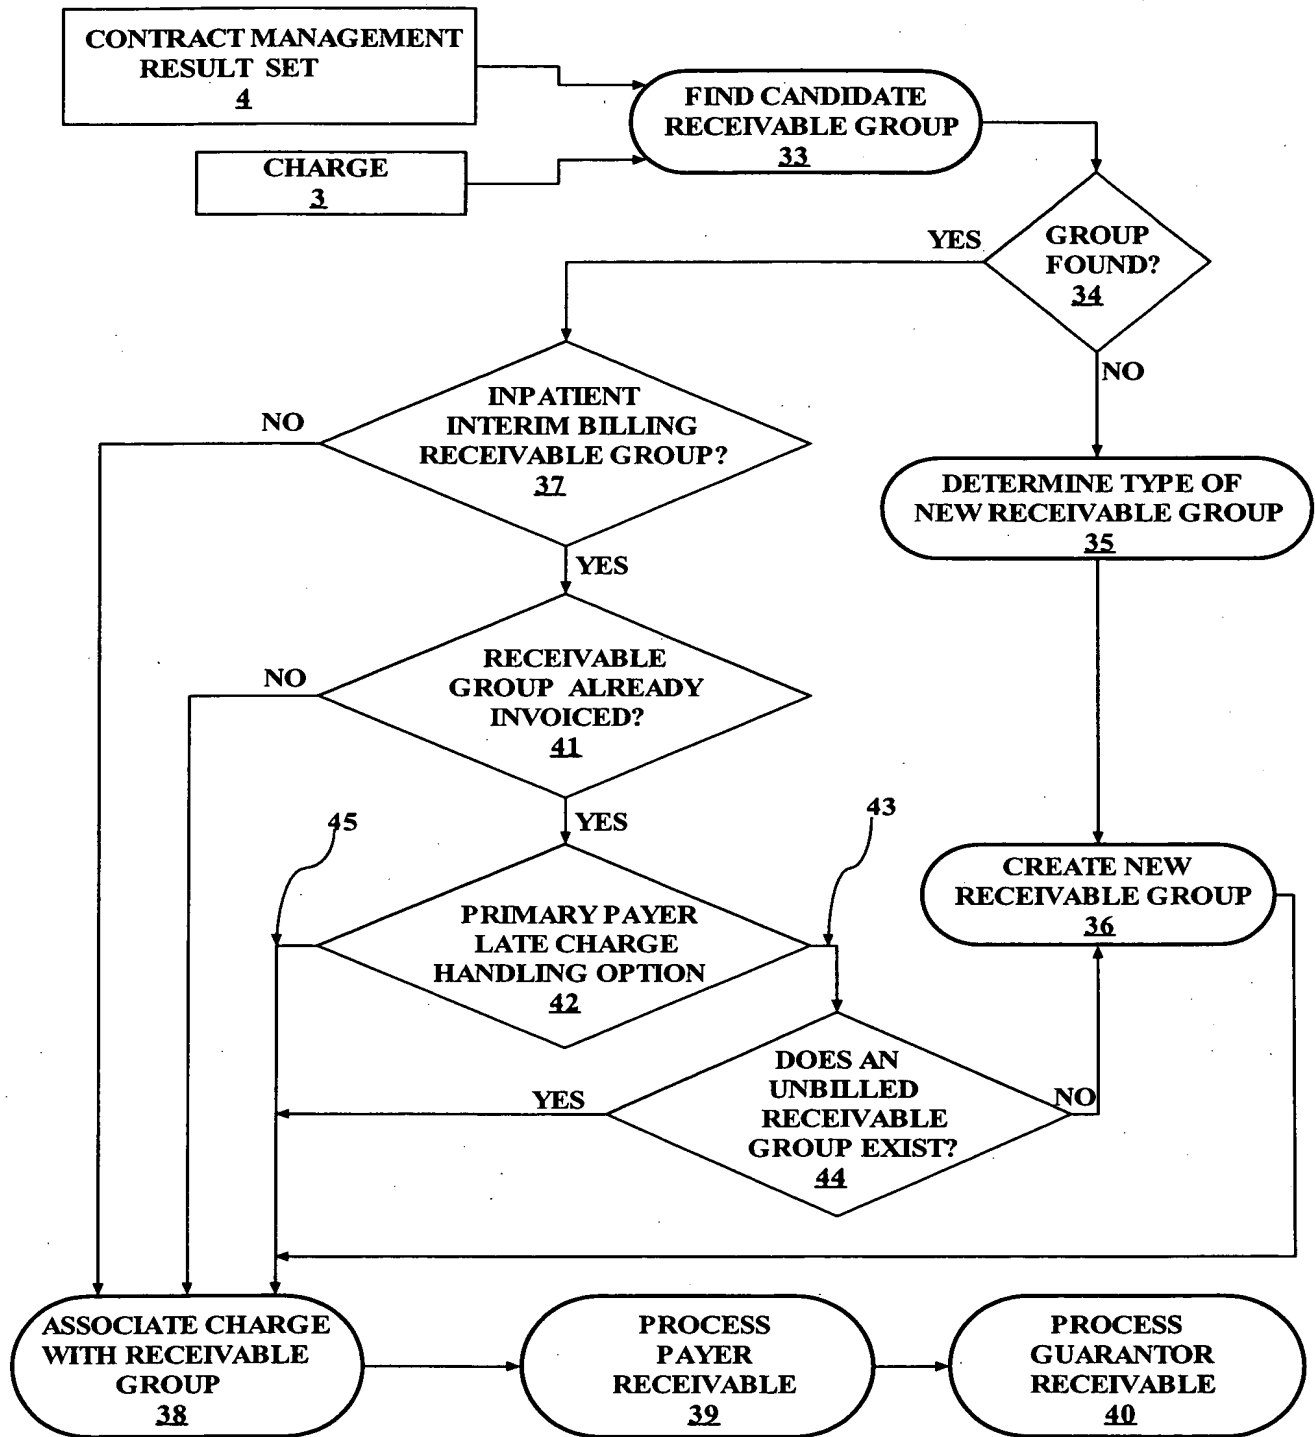 CONTRACT MANAGEMENT
RESULT SET
4
FIND CANDIDATE
RECEIVABLE GROUP
33
CHARGE
3
YES
GROUP
FOUND?
34
NO
INPATIENT
INTERIM BILLING
RECEIVABLE GROUP?
37
NO
DETERMINE TYPE OF
NEW RECEIVABLE GROUP
35
YES
RECEIVABLE
GROUP ALREADY
INVOICED?
41
NO
YES
45
43
PRIMARY PAYER
LATE CHARGE
HANDLING OPTION
42
CREATE NEW
RECEIVABLE GROUP
36
DOES AN
UNBILLED
RECEIVABLE
GROUP EXIST?
44
YES
NO
ASSOCIATE CHARGE
WITH RECEIVABLE
GROUP
38
PROCESS
PAYER
RECEIVABLE
39
PROCESS
GUARANTOR
RECEIVABLE
40